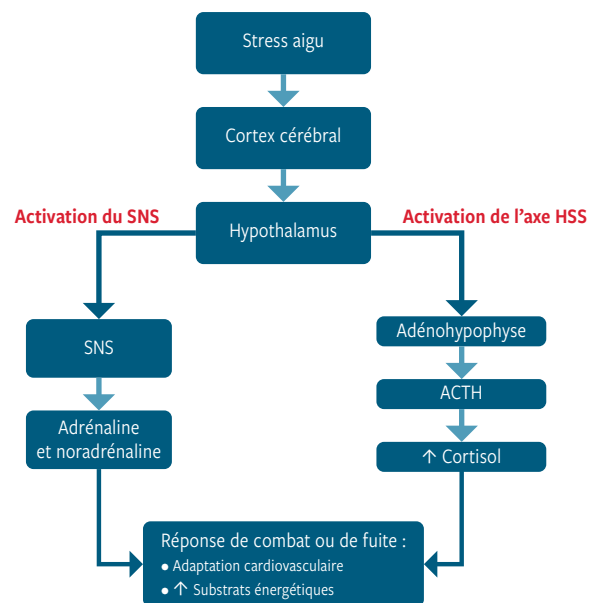 Stress aigu
Cortex cérébral
Activation du SNS
Hypothalamus
Activation de l'axe HSS
SNS
Adrénaline
et noradrénaline
Adénohypophyse
ACTH
↑ Cortisol
Réponse de combat ou de fuite :
• Adaptation cardiovasculaire
• ↑ Substrats énergétiques